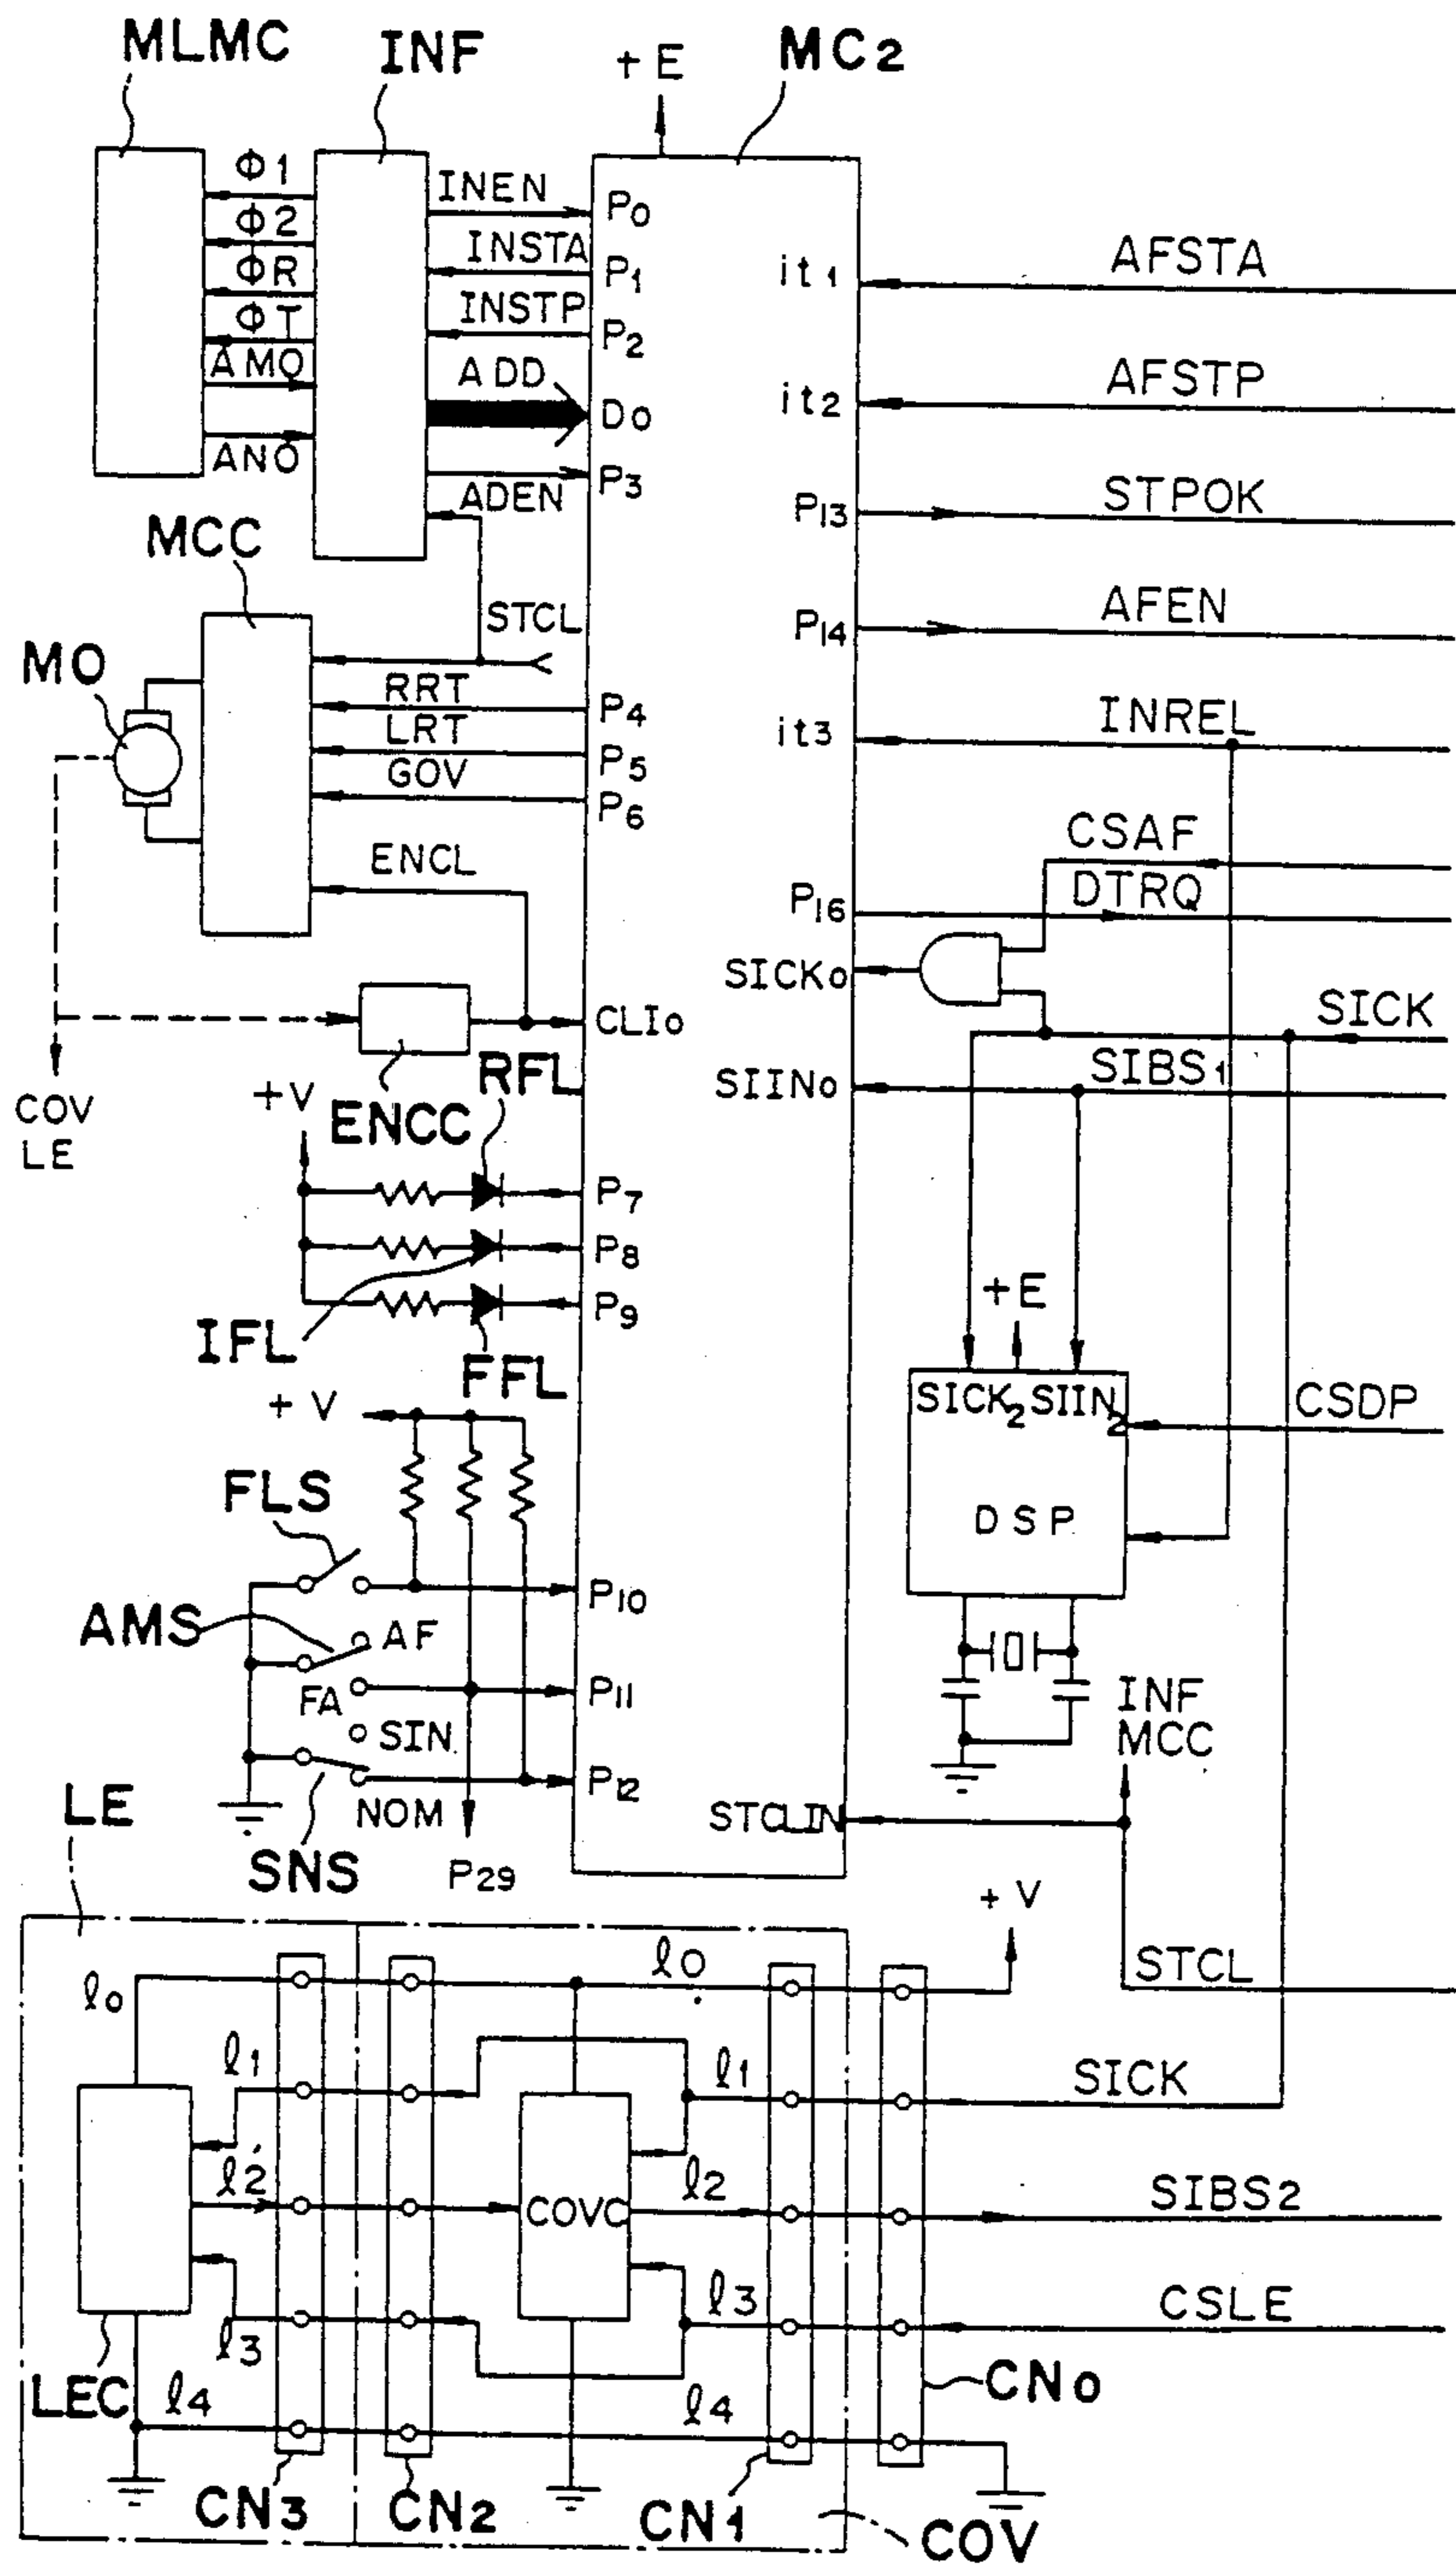 MLMC
INF
+E
MC2
Φ1
Φ2
ΦR
ΦT
AMO
ANO
INEN
INSTA
INSTP
ADD
ADEN
P0
P1
P2
D0
P3
it1
AFSTA
it2
AFSTP
P13
STPOK
P14
AFEN
it3
INREL
MCC
MO
STCL
RRT
LRT
GOV
ENCL
P4
P5
P6
CSAF
P16
DTRQ
SICK0
SICK
CLI0
SIIN0
SIBS1
COV
LE
ENCC
RFL
+V
P7
P8
P9
IFL
FFL
+E
SICK2 SIIN2
CSDP
DSP
+ V
FLS
AMS
AF
FA
SIN
NOM
SNS
P10
P11
P12
P29
INF
MCC
STCLIN
STCL
LE
+ V
ℓ0
ℓ0
ℓ1
ℓ1
SICK
ℓ2
ℓ2
COVC
SIBS2
ℓ3
ℓ3
CSLE
LEC
ℓ4
ℓ4
CN0
CN3
CN2
CN1
COV